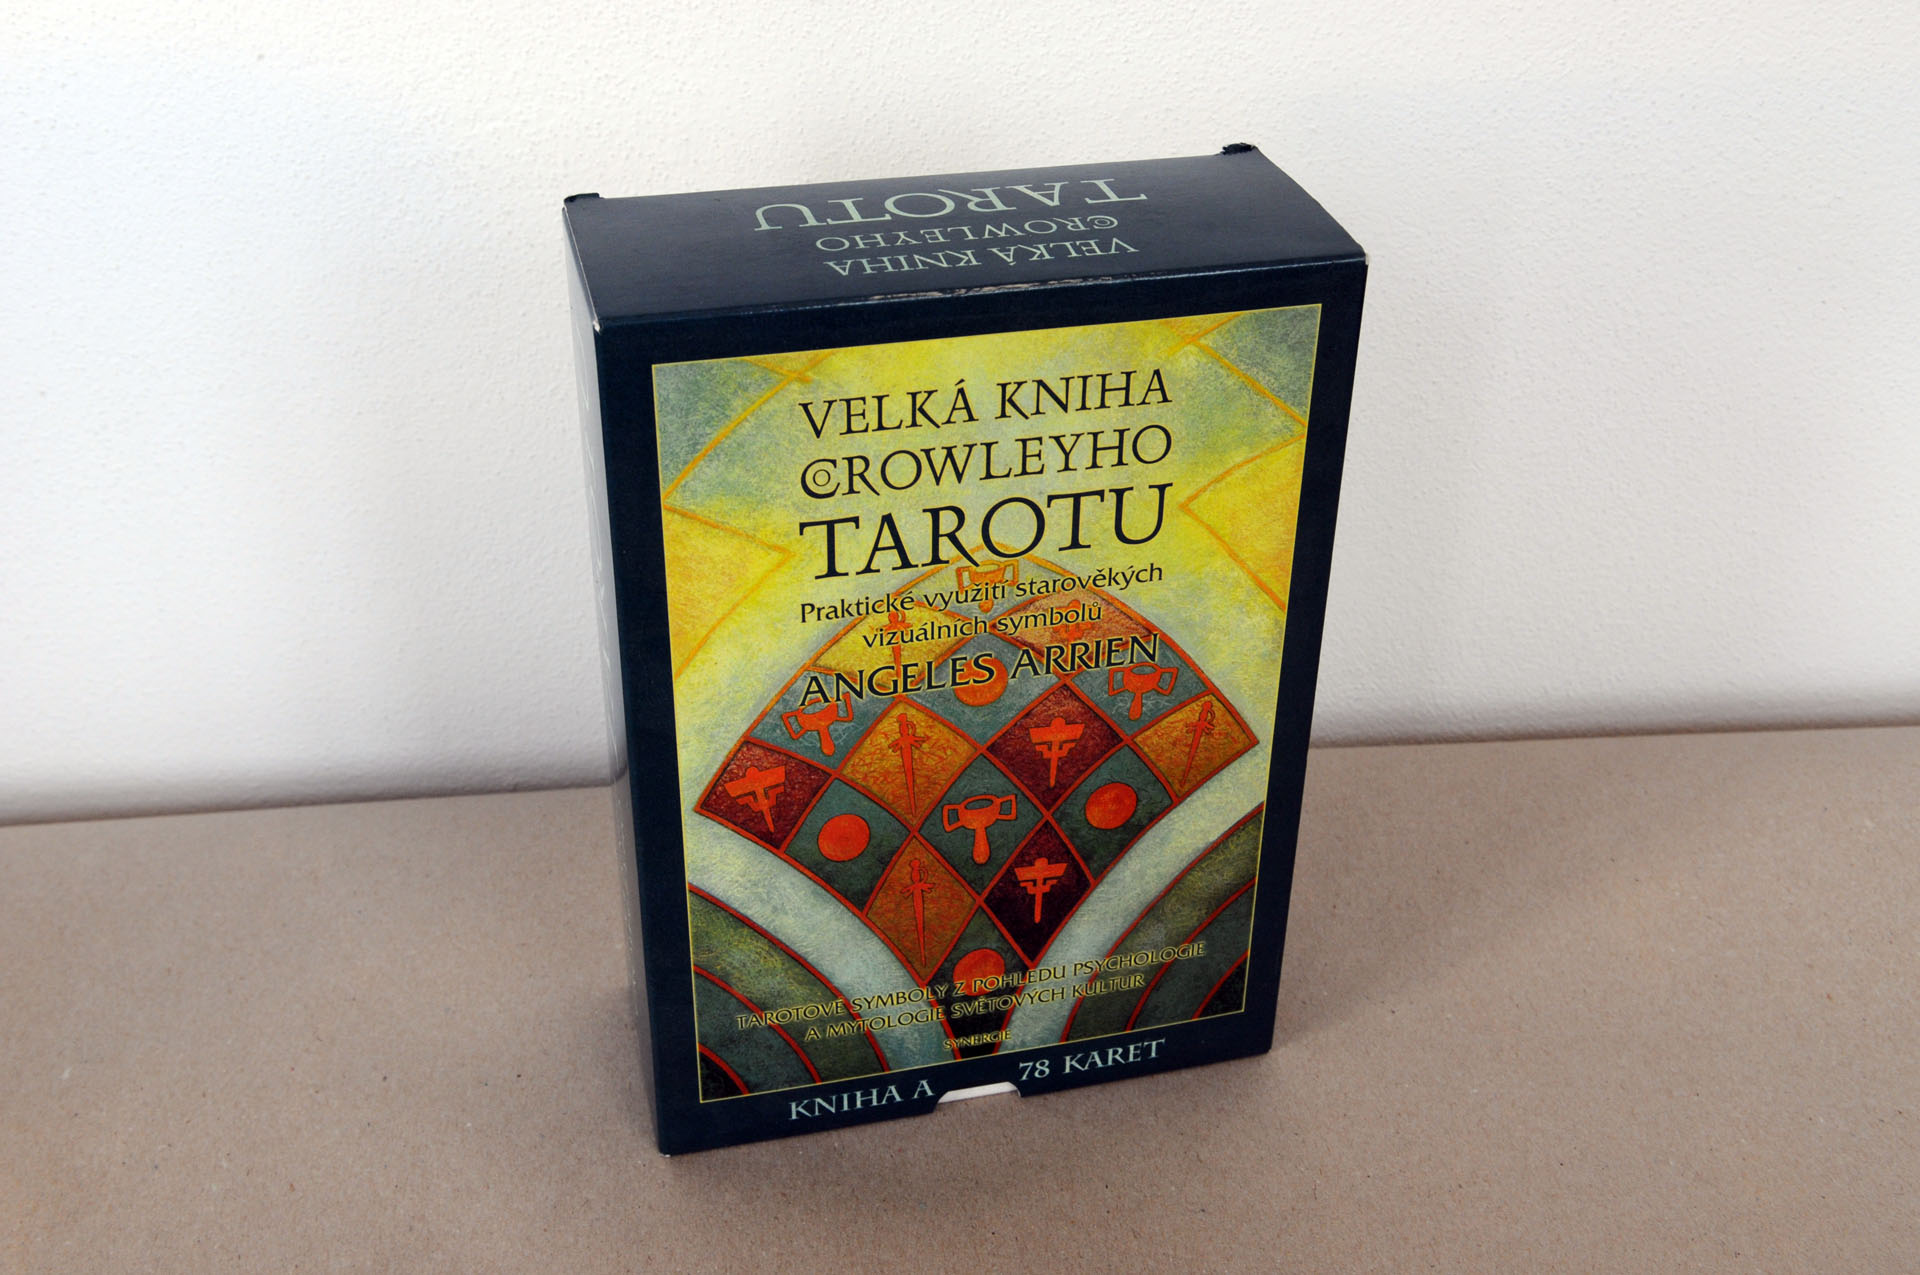 VELKÁ KNIHA
CROWLEYHO
TAROTU
VELKÁ KNIHA
CROWLEYHO
TAROTU
Praktické využití starověkých
vizuálních symbolů
ANGELES ARRIEN
TAROTOVÉ SYMBOLY Z POHLEDU PSYCHOLOGIE
A MYTOLOGIE SVĚTOVÝCH KULTUR
SYNERGIE
KNIHA A 78 KARET